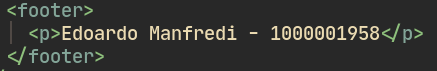 <footer>
<p>Edoardo Manfredi - 1000001958</p>
</footer>